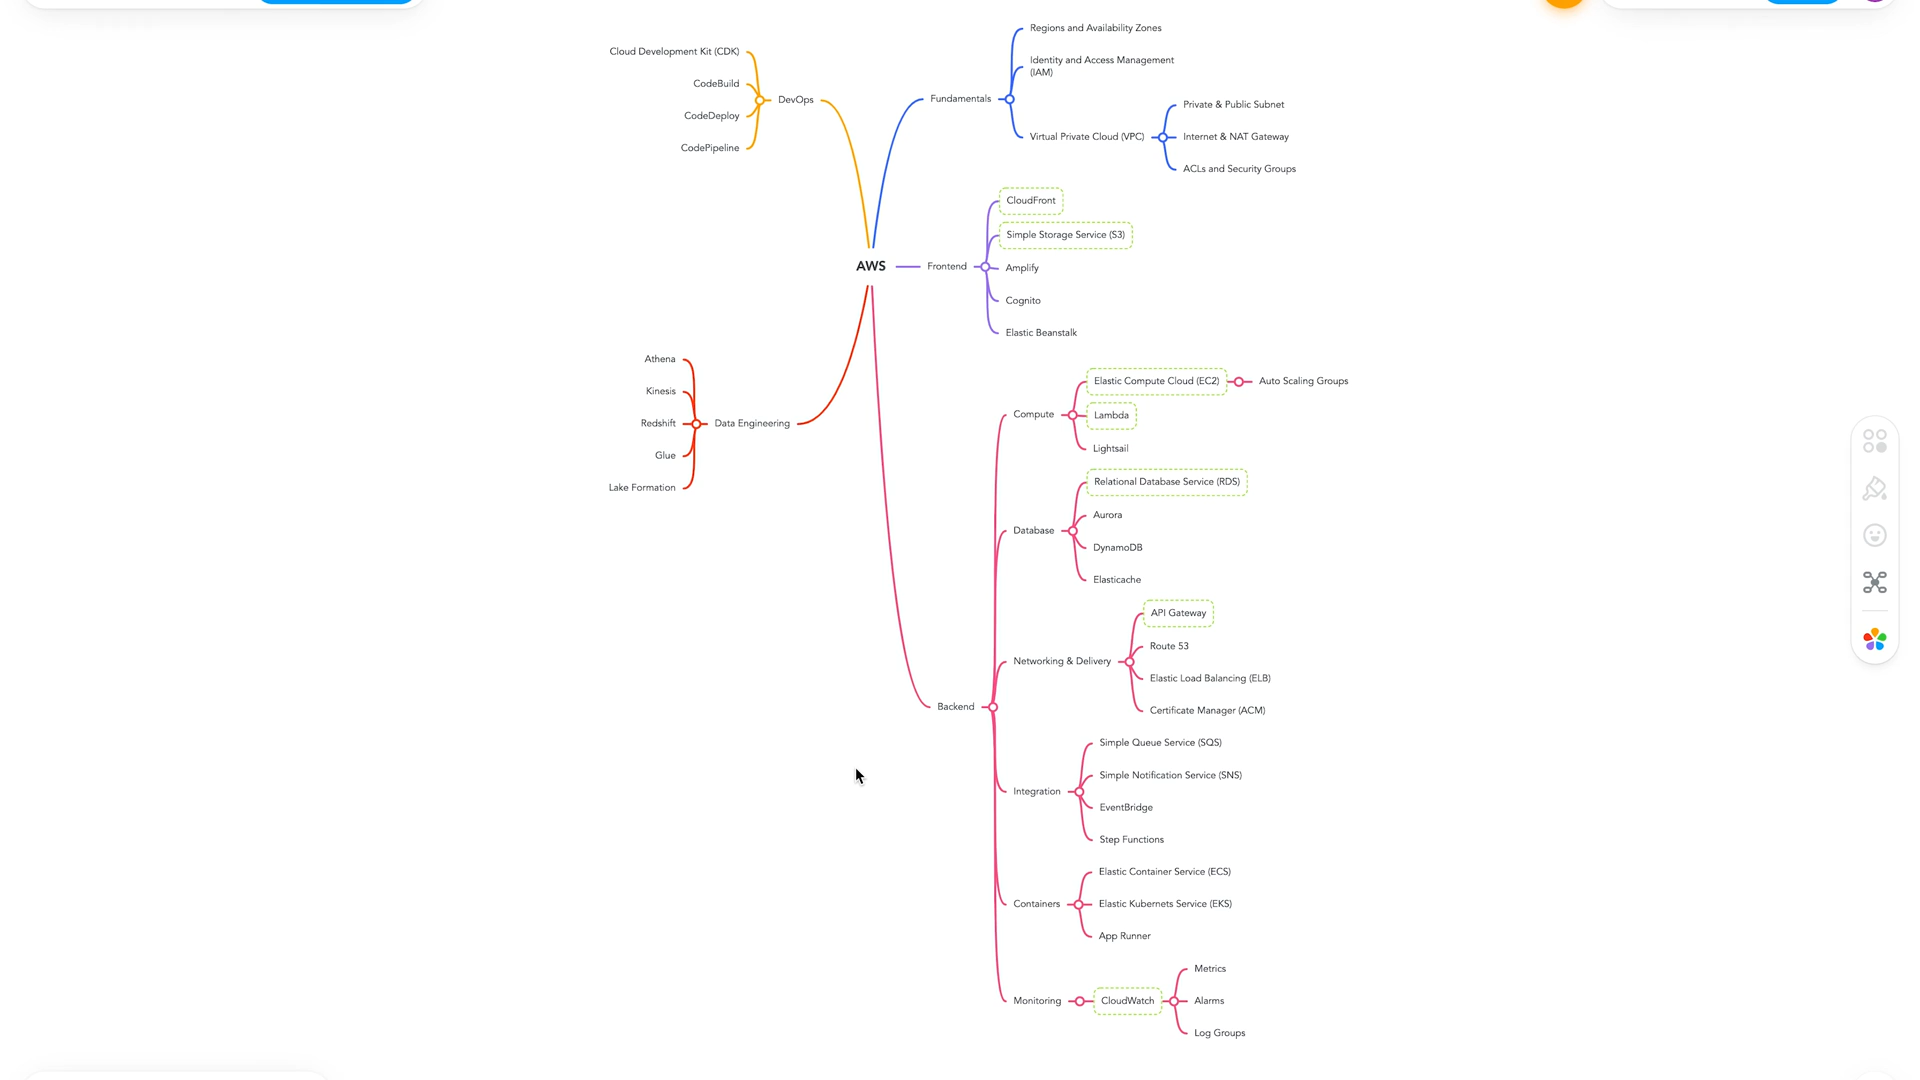 Cloud Development Kit (CDK)
CodeBuild
CodeDeploy
CodePipeline
DevOps
Fundamentals
Regions and Availability Zones
Identity and Access Management
(IAM)
Virtual Private Cloud (VPC)
Private & Public Subnet
Internet & NAT Gateway
ACLs and Security Groups
AWS
Frontend
CloudFront
Simple Storage Service (S3)
Amplify
Cognito
Elastic Beanstalk
Athena
Kinesis
Redshift
Glue
Lake Formation
Data Engineering
Backend
Compute
Elastic Compute Cloud (EC2)
Auto Scaling Groups
Lambda
Lightsail
Database
Relational Database Service (RDS)
Aurora
DynamoDB
Elasticache
Networking & Delivery
API Gateway
Route 53
Elastic Load Balancing (ELB)
Certificate Manager (ACM)
Integration
Simple Queue Service (SQS)
Simple Notification Service (SNS)
EventBridge
Step Functions
Containers
Elastic Container Service (ECS)
Elastic Kubernets Service (EKS)
App Runner
Monitoring
CloudWatch
Metrics
Alarms
Log Groups